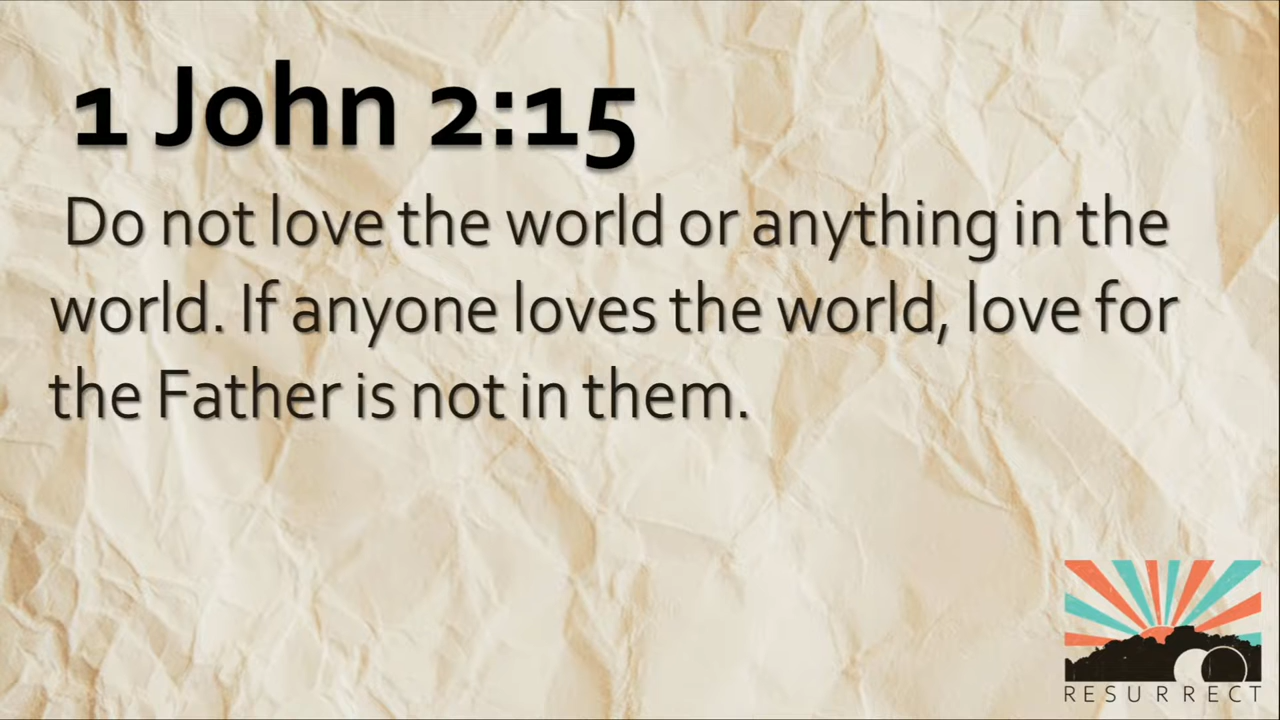 1 John 2:15
Do not love the world or anything in the
world. If anyone loves the world, love for
the Father is not in them.
RESURRECT